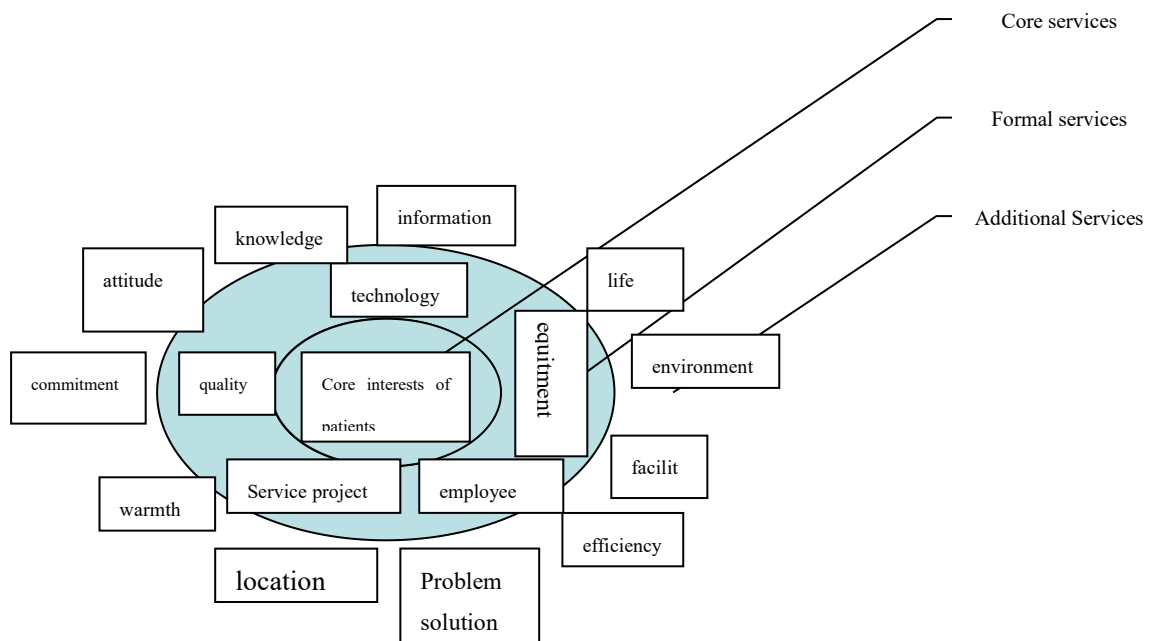 Core services
Formal services
Additional Services
information
knowledge
attitude
life
technology
equitment
environment
commitment
quality
Core interests of
patients
facilit
Service project
employee
warmth
efficiency
location
Problem
solution